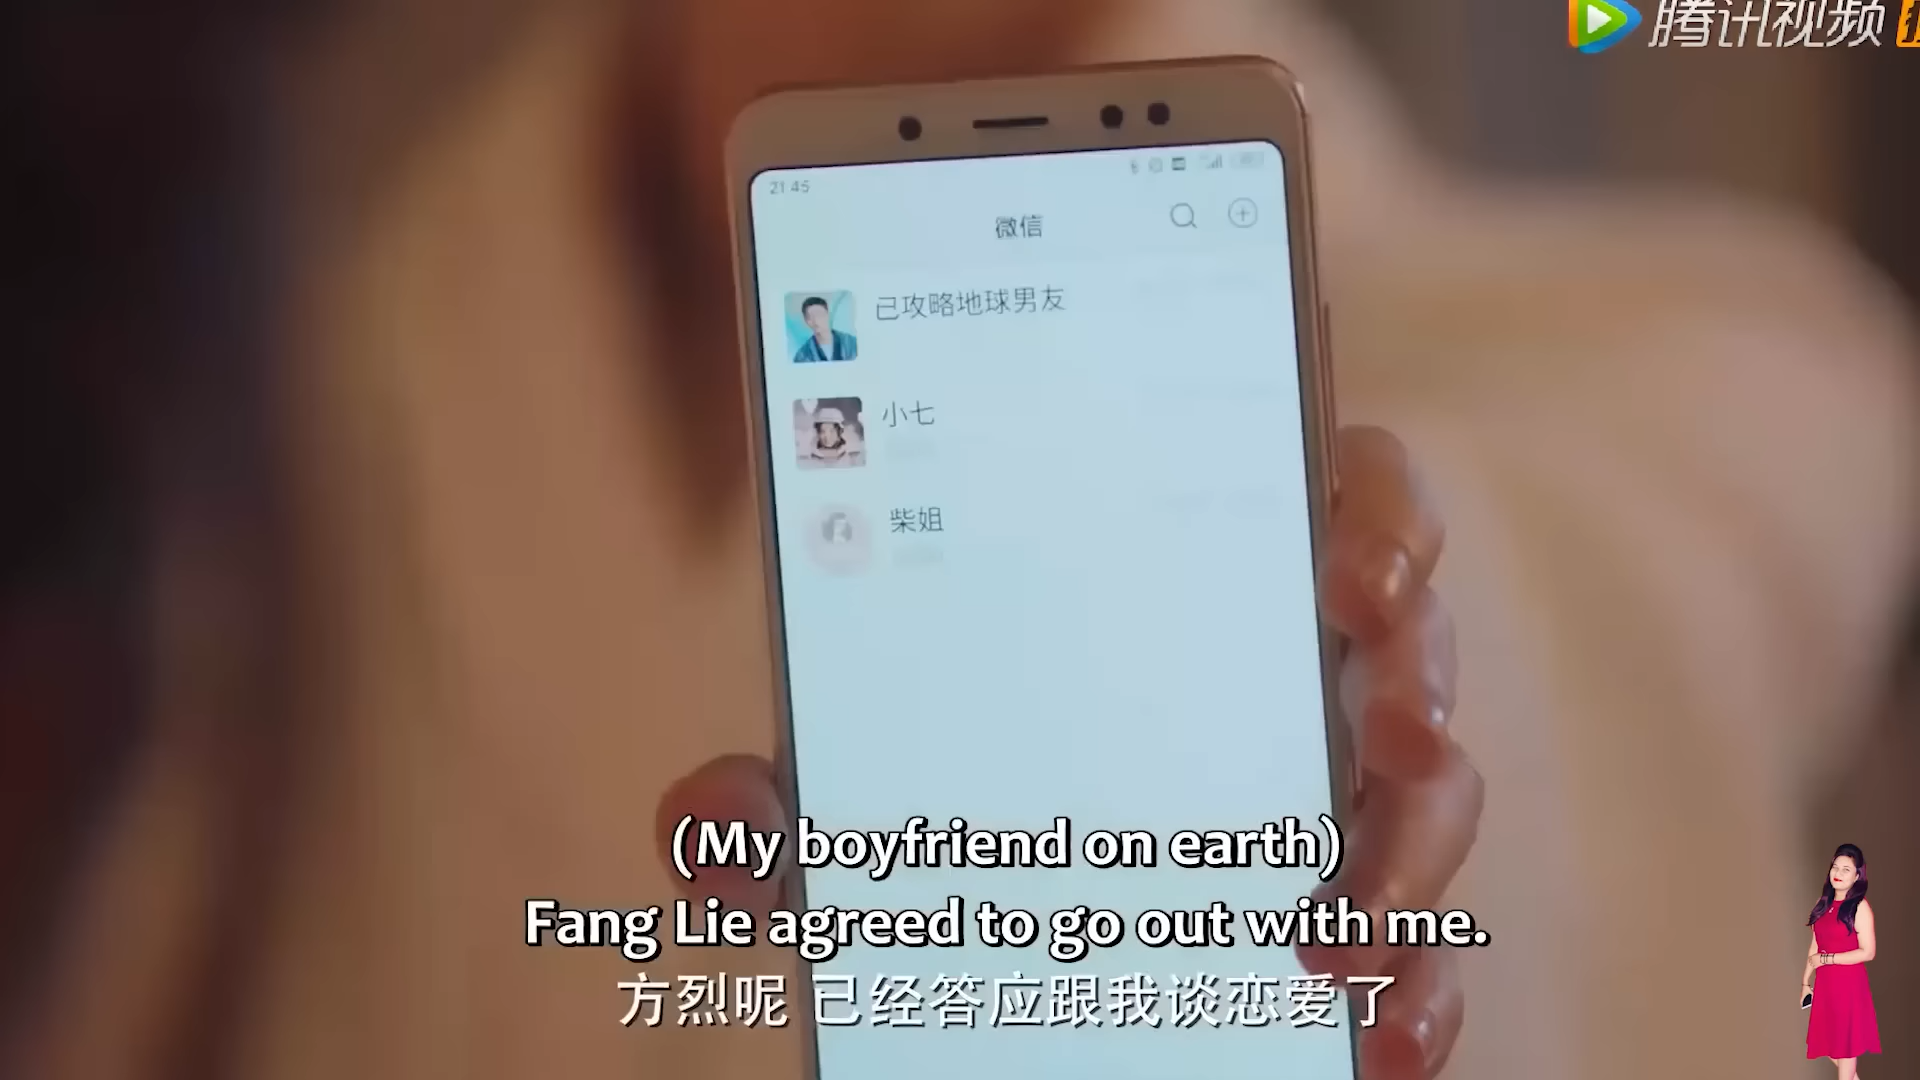 腾讯视频
21:45
微信
已攻略地球男友
小七
柴姐
(My boyfriend on earth)
Fang Lie agreed to go out with me.
方烈呢 已经答应跟我谈恋爱了